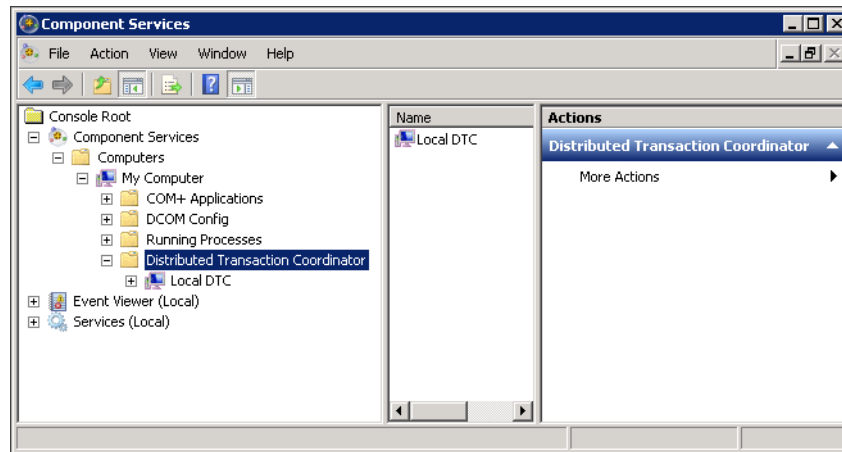 Component Services
File Action View Window Help
Console Root
Component Services
Computers
My Computer
COM+ Applications
DCOM Config
Running Processes
Distributed Transaction Coordinator
Local DTC
Event Viewer (Local)
Services (Local)
Name
Local DTC
Actions
Distributed Transaction Coordinator
More Actions